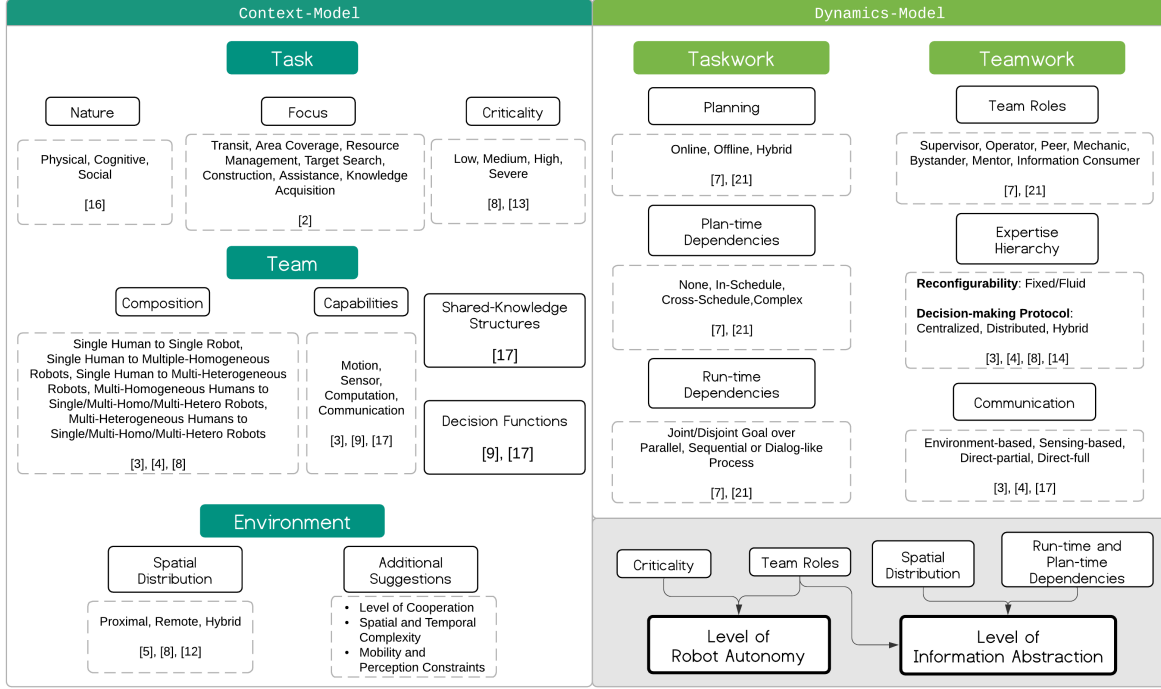 Context-Model
Task
Nature
Physical, Cognitive,
Social
[16]
Focus
Transit, Area Coverage, Resource
Management, Target Search,
Construction, Assistance, Knowledge
Acquisition
[2]
Criticality
Low, Medium, High,
Severe
[8], [13]
Team
Composition
Single Human to Single Robot,
Single Human to Multiple-Homogeneous
Robots, Single Human to Multi-Heterogeneous
Robots, Multi-Homogeneous Humans to
Single/Multi-Homo/Multi-Hetero Robots,
Multi-Heterogeneous Humans to
Single/Multi-Homo/Multi-Hetero Robots
[3], [4], [8]
Capabilities
Motion,
Sensor,
Computation,
Communication
[3], [9], [17]
Shared-Knowledge
Structures
[17]
Decision Functions
[9], [17]
Environment
Spatial
Distribution
Proximal, Remote, Hybrid
[5], [8], [12]
Additional
Suggestions
• Level of Cooperation
• Spatial and Temporal
Complexity
• Mobility and
Perception Constraints
Dynamics-Model
Taskwork
Planning
Online, Offline, Hybrid
[7], [21]
Plan-time
Dependencies
None, In-Schedule,
Cross-Schedule,Complex
[7], [21]
Run-time
Dependencies
Joint/Disjoint Goal over
Parallel, Sequential or Dialog-like
Process
[7], [21]
Teamwork
Team Roles
Supervisor, Operator, Peer, Mechanic,
Bystander, Mentor, Information Consumer
[7], [21]
Expertise
Hierarchy
Reconfigurability: Fixed/Fluid
Decision-making Protocol:
Centralized, Distributed, Hybrid
[3], [4], [8], [14]
Communication
Environment-based, Sensing-based,
Direct-partial, Direct-full
[3], [4], [17]
Criticality
Team Roles
Spatial
Distribution
Run-time and
Plan-time
Dependencies
Level of
Robot Autonomy
Level of
Information Abstraction